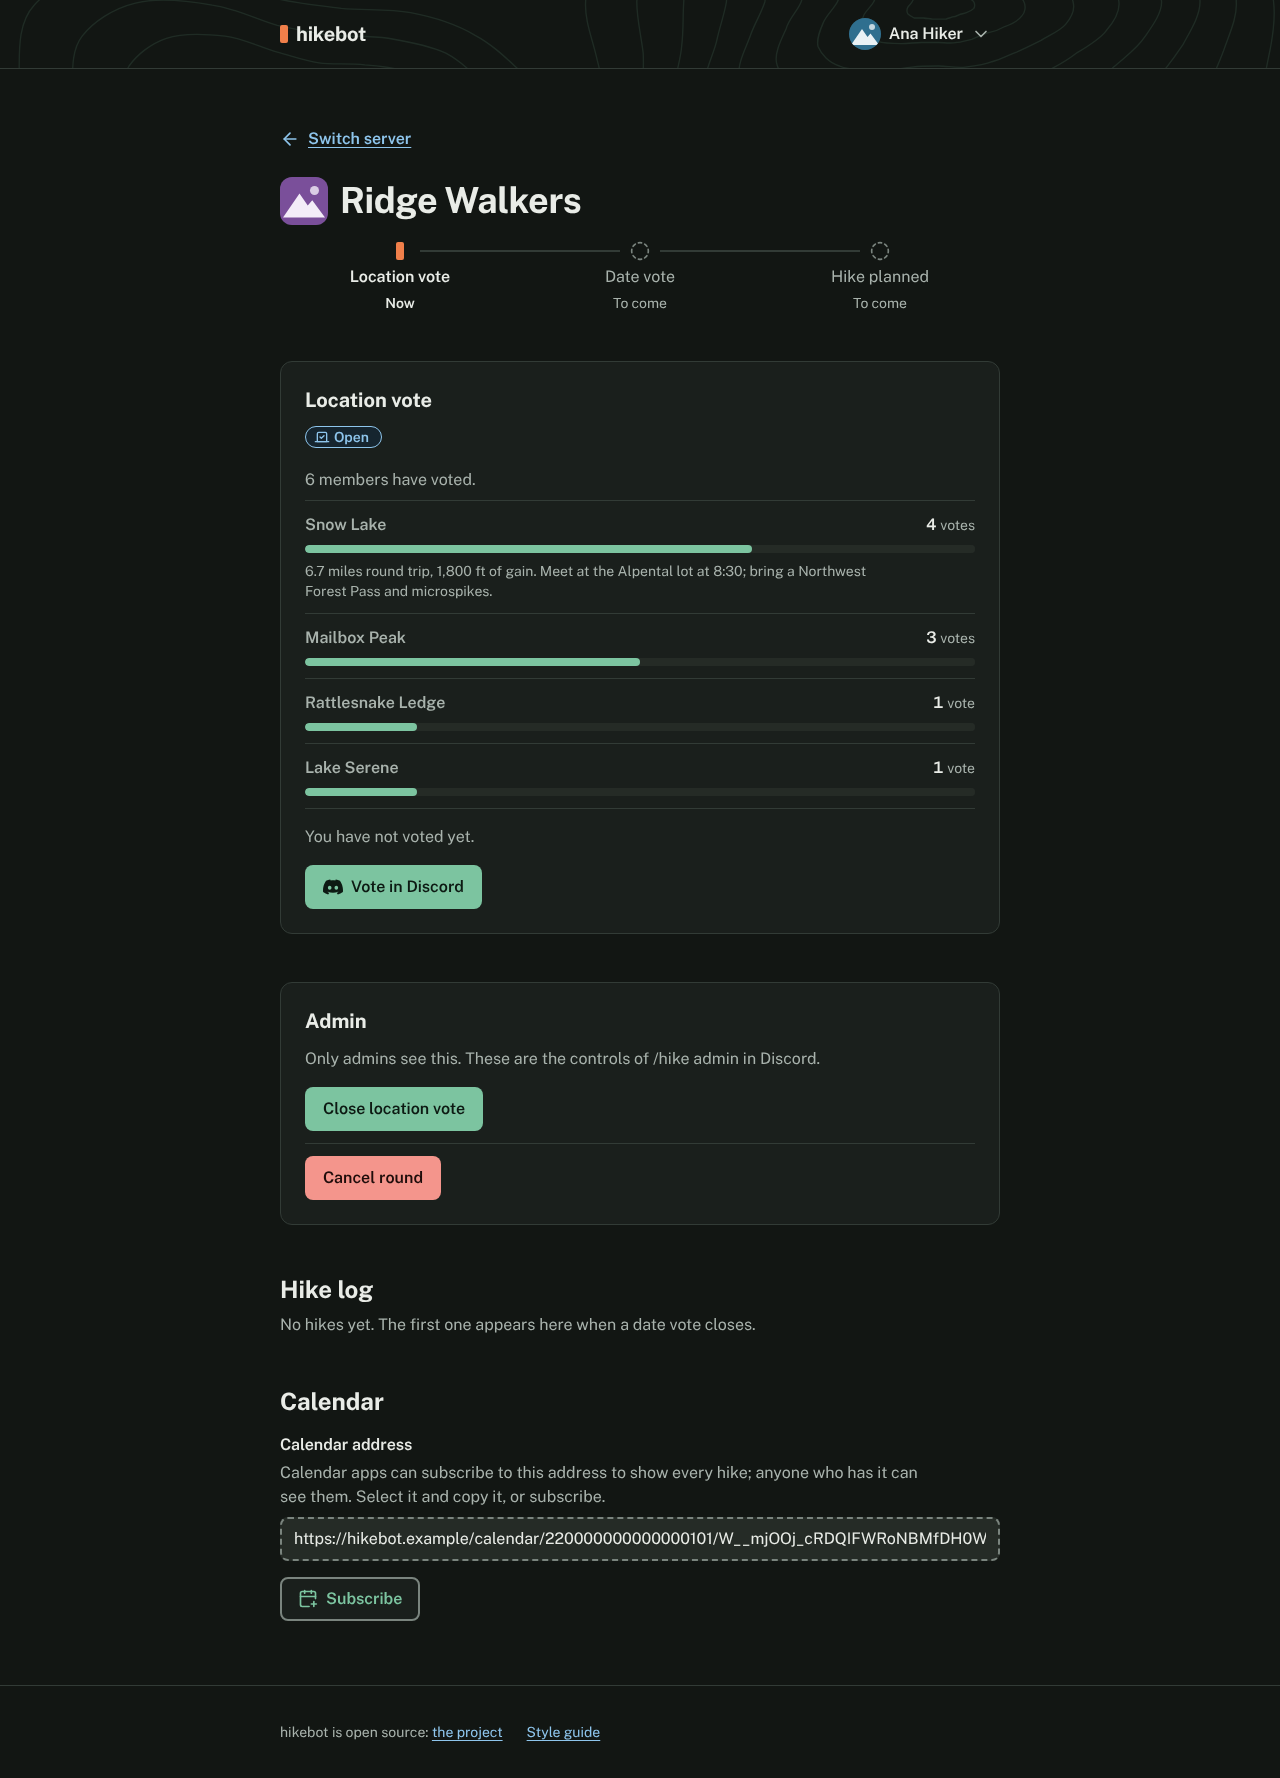 hikebot
Ana Hiker
Switch server
Ridge Walkers
Location vote
Now
Date vote
To come
Hike planned
To come
Location vote
Open
6 members have voted.
Snow Lake
4 votes
6.7 miles round trip, 1,800 ft of gain. Meet at the Alpental lot at 8:30; bring a Northwest
Forest Pass and microspikes.
Mailbox Peak
3 votes
Rattlesnake Ledge
1 vote
Lake Serene
1 vote
You have not voted yet.
Vote in Discord
Admin
Only admins see this. These are the controls of /hike admin in Discord.
Close location vote
Cancel round
Hike log
No hikes yet. The first one appears here when a date vote closes.
Calendar
Calendar address
Calendar apps can subscribe to this address to show every hike; anyone who has it can
see them. Select it and copy it, or subscribe.
https://hikebot.example/calendar/220000000000000101/W__mjOOj_cRDQIFWRoNBMfDH0W
Subscribe
hikebot is open source: the project
Style guide